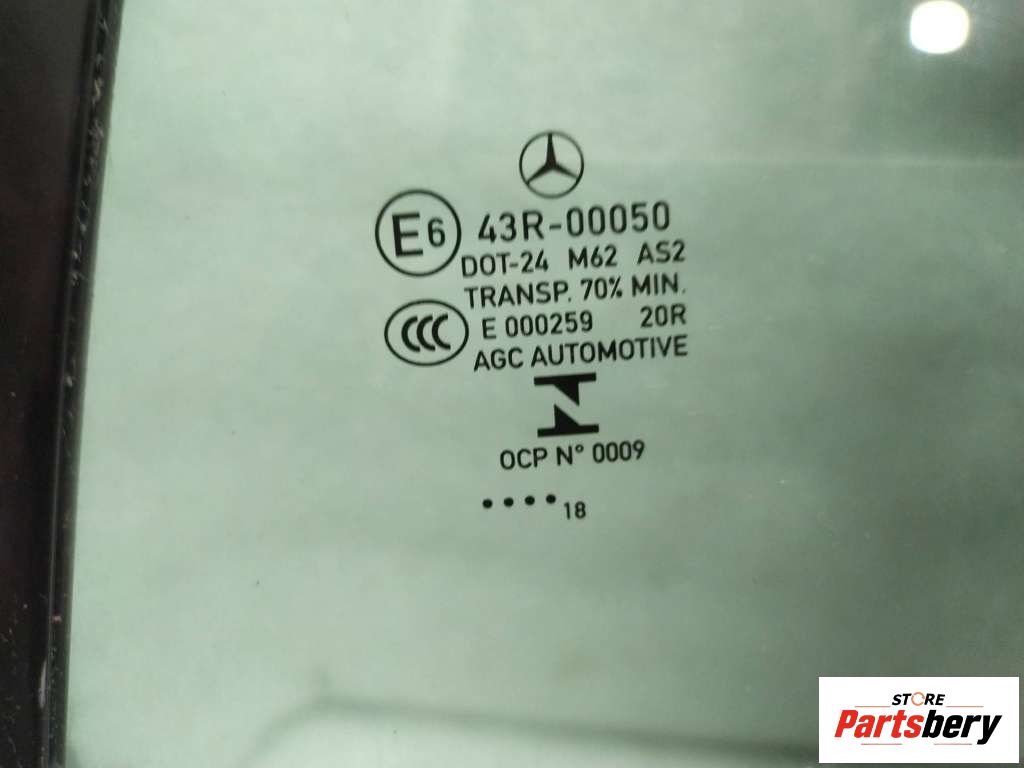 E6 43R-00050
DOT-24 M62 AS2
TRANSP. 70% MIN.
CCC E 000259 20R
AGC AUTOMOTIVE
OCP N° 0009
....18
STORE
Partsbery